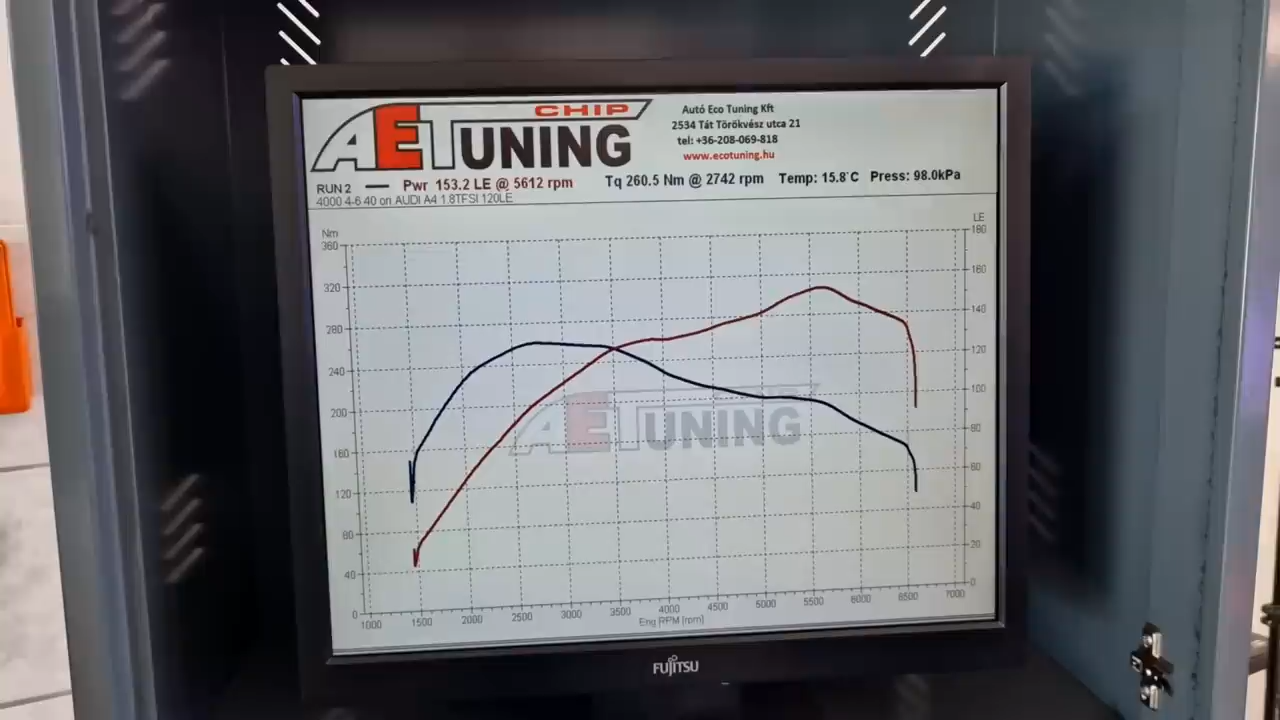 CHIP
AETUNING
Autó Eco Tuning Kft
2534 Tát Törökvész utca 21
tel: +36-208-069-818
www.ecotuning.hu
RUN 2 Pwr 153.2 LE @ 5612 rpm Tq 260.5 Nm @ 2742 rpm Temp: 15.8°C Press: 98.0kPa
4000 4-6 40 on AUDI A4 1.8TFSI 120LE
Nm LE
360 180
320 160
280 140
240 120
200 100
160 80
120 60
80 40
40 20
0 0
AETUNING
1000 1500 2000 2500 3000 3500 4000 4500 5000 5500 6000 6500 7000
Eng RPM [rpm]
FUJITSU